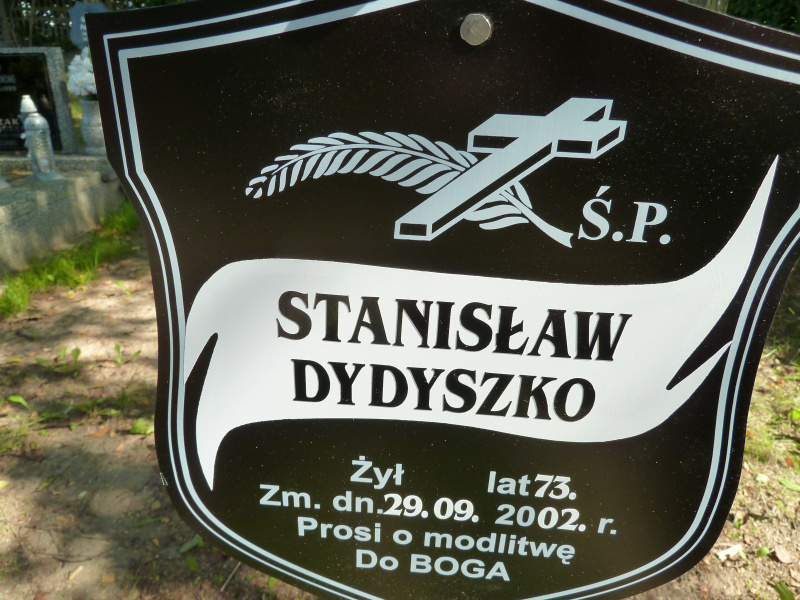 Ś.P.
STANISŁAW
DYDYSZKO
Żył lat 73.
Zm. dn. 29.09. 2002. r.
Prosi o modlitwę
Do BOGA